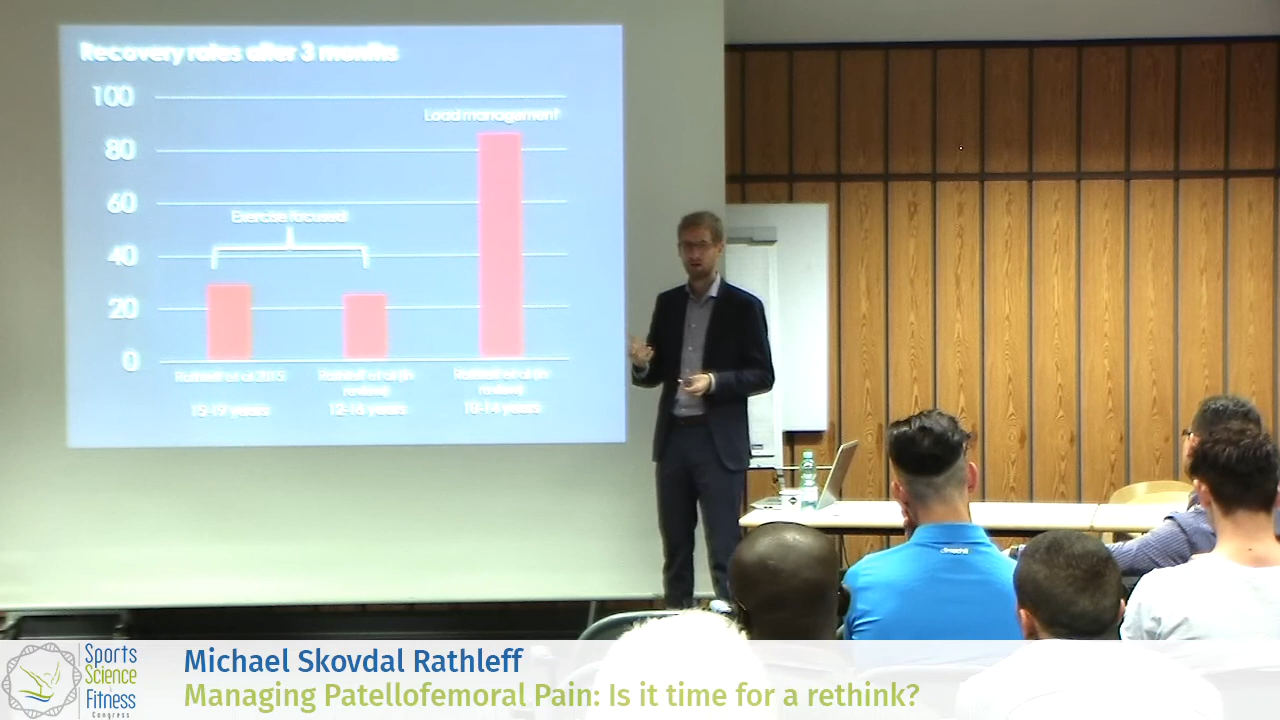 Recovery rates after 3 months
100
Load management
80
60
Exercise focused
40
20
0
Rathleff et al 2015
Rathleff et al (in
review)
Rathleff et al (in
review)
15-19 years
12-16 years
10-14 years
Sports
Science
Fitness
Congress
Michael Skovdal Rathleff
Managing Patellofemoral Pain: Is it time for a rethink?